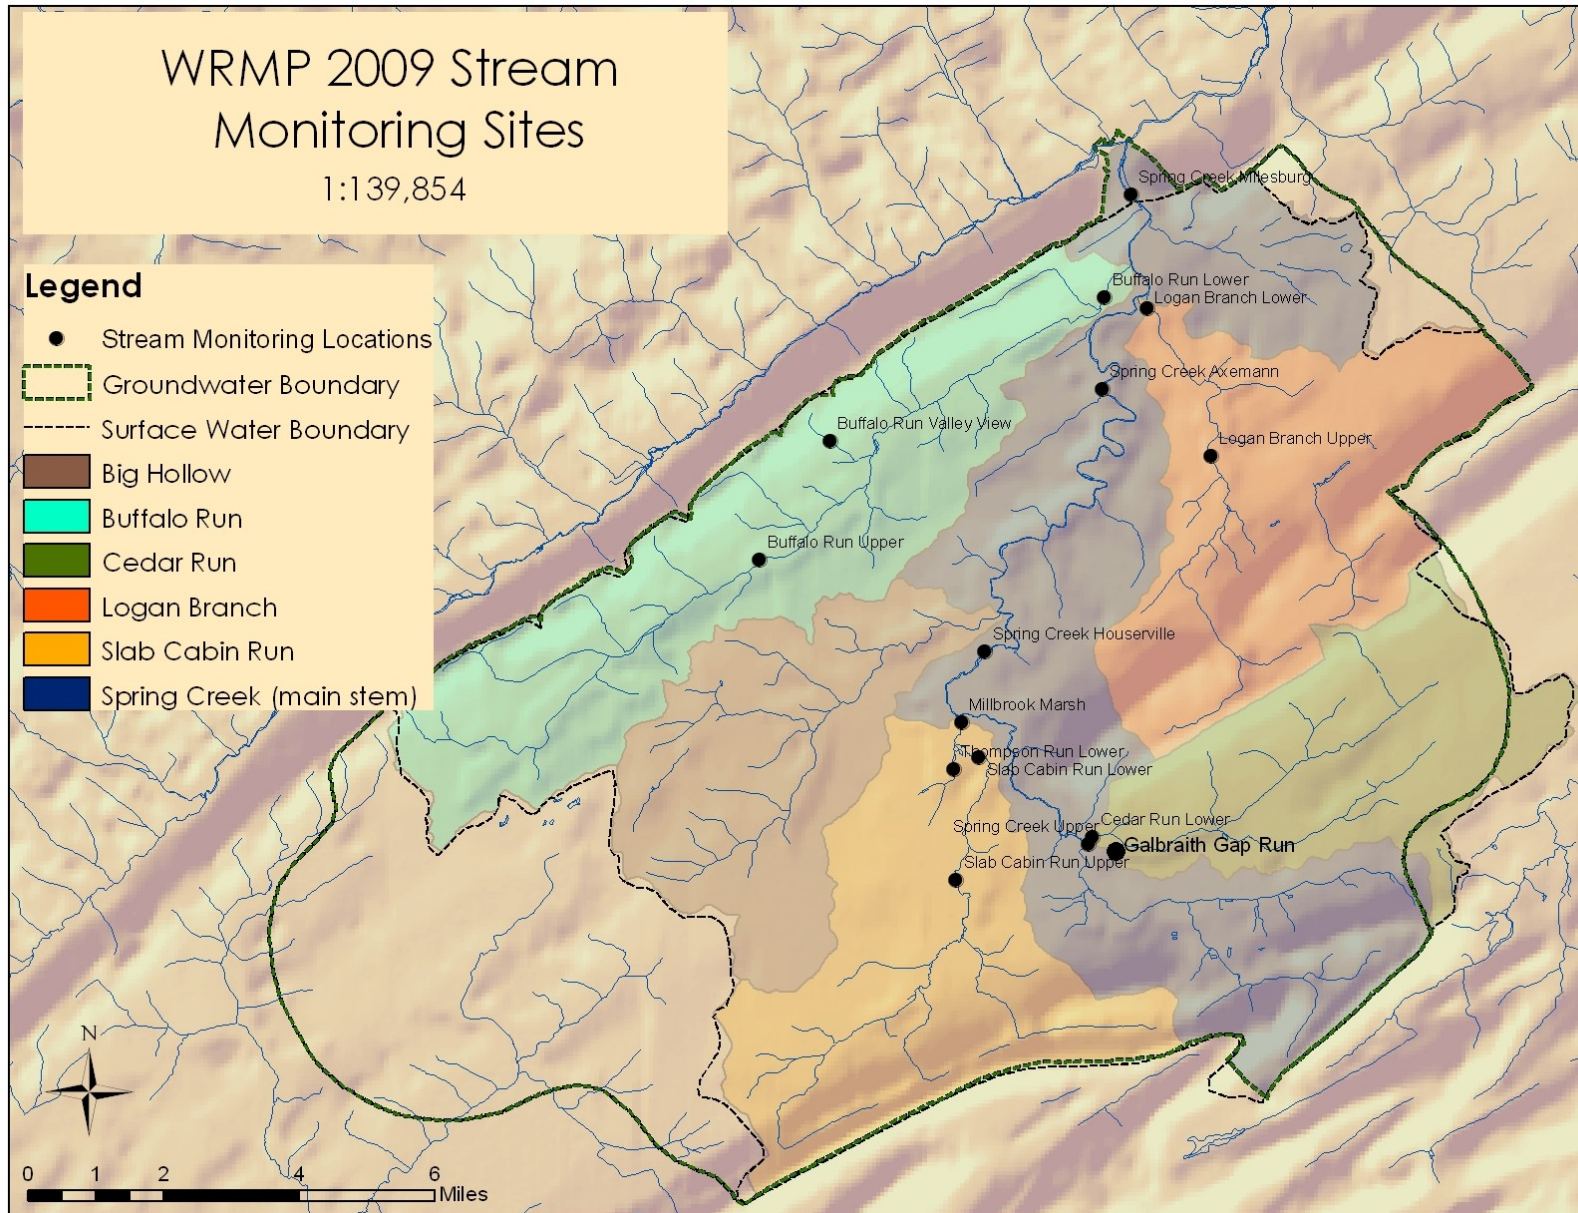 WRMP 2009 Stream
Monitoring Sites
1:139,854
Legend
Stream Monitoring Locations
Groundwater Boundary
Surface Water Boundary
Big Hollow
Buffalo Run
Cedar Run
Logan Branch
Slab Cabin Run
Spring Creek (main stem)
Spring Creek Milesburg
Buffalo Run Lower
Logan Branch Lower
Spring Creek Axemann
Buffalo Run Valley View
Logan Branch Upper
Buffalo Run Upper
Spring Creek Houserville
Millbrook Marsh
Thompson Run Lower
Slab Cabin Run Lower
Spring Creek Upper
Cedar Run Lower
Galbraith Gap Run
Slab Cabin Run Upper
N
0 1 2 4 6
Miles